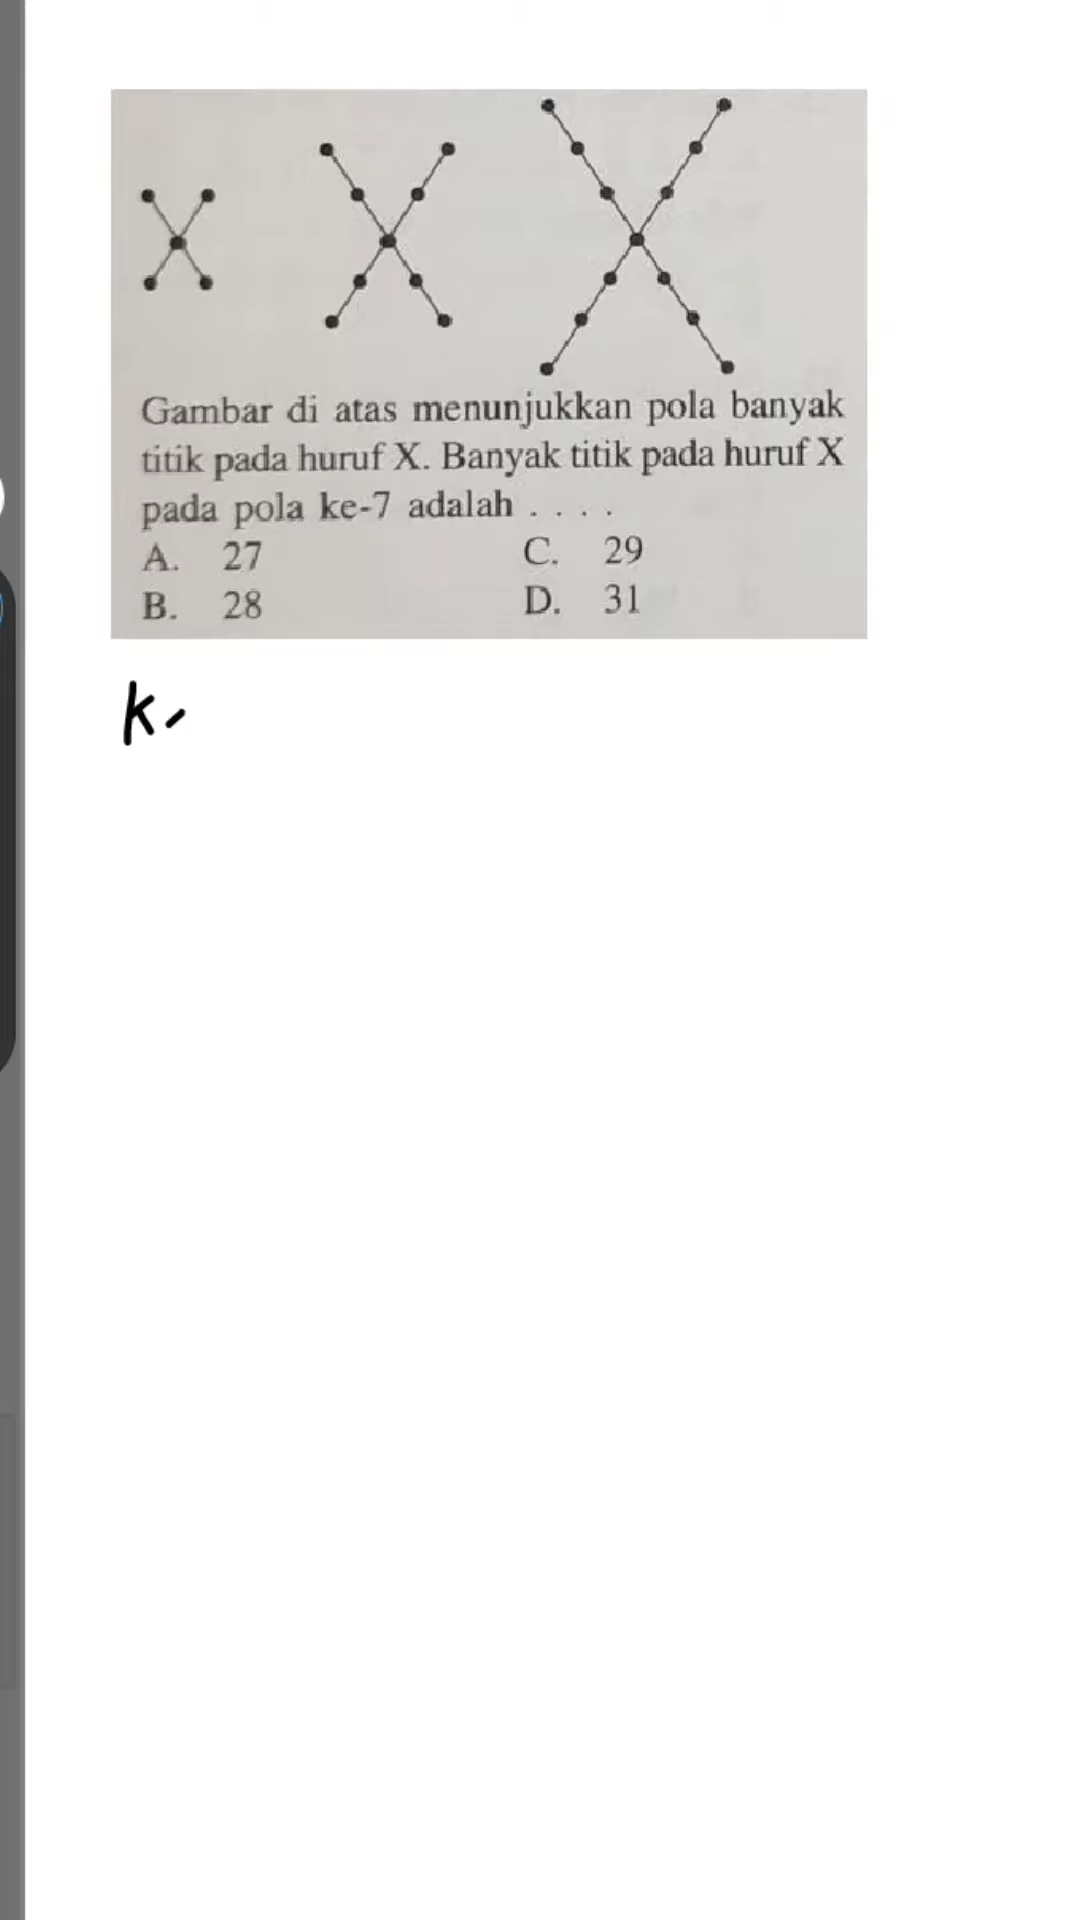 Gambar di atas menunjukkan pola banyak
titik pada huruf X. Banyak titik pada huruf X
pada pola ke-7 adalah . . . .
A. 27 C. 29
B. 28 D. 31
k,